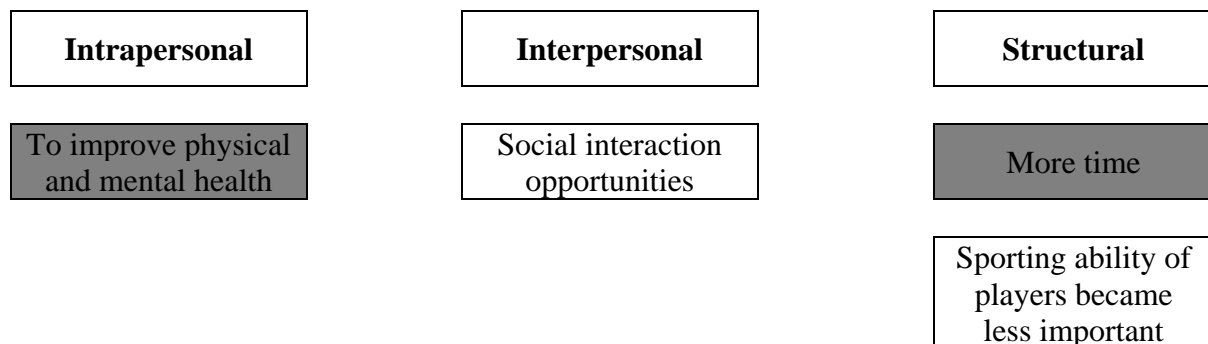 Intrapersonal
Interpersonal
Structural
To improve physical
and mental health
Social interaction
opportunities
More time
Sporting ability of
players became
less important